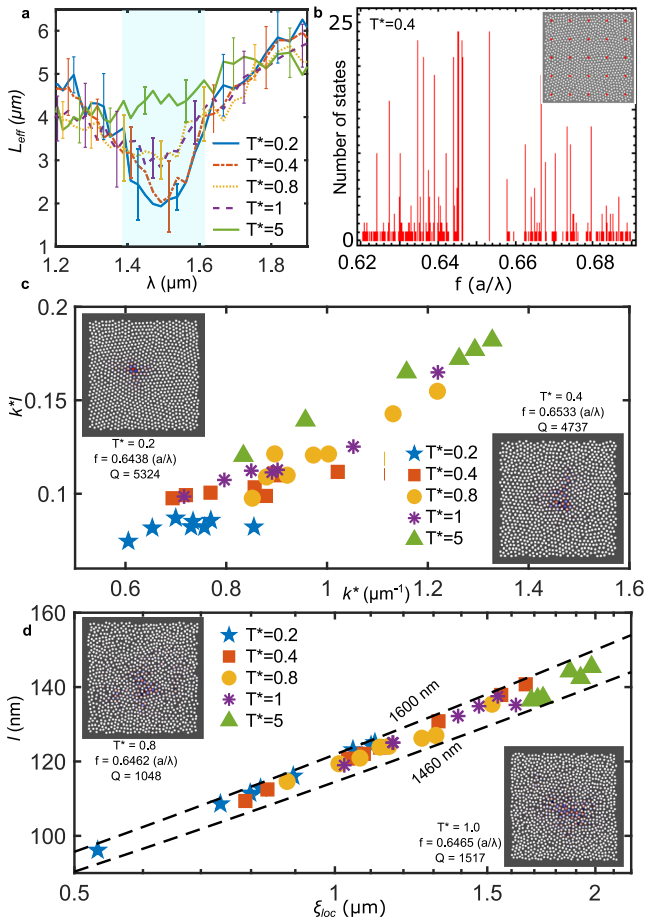 a
L_eff (μm)
6
5
4
3
2
1
1.2
1.4
1.6
1.8
λ (μm)
T*=0.2
T*=0.4
T*=0.8
T*=1
T*=5
b
T*=0.4
Number of states
25
0
0.62
0.64
0.66
0.68
f (a/λ)
c
k*l
0.2
0.15
0.1
0.6
0.8
1
1.2
1.4
1.6
k* (μm⁻¹)
T* = 0.2
f = 0.6438 (a/λ)
Q = 5324
T*=0.2
T*=0.4
T*=0.8
T*=1
T*=5
T* = 0.4
f = 0.6533 (a/λ)
Q = 4737
d
l (nm)
160
140
120
100
0.5
1
1.5
2
ξ_loc (μm)
T* = 0.8
f = 0.6462 (a/λ)
Q = 1048
T*=0.2
T*=0.4
T*=0.8
T*=1
T*=5
1600 nm
1460 nm
T* = 1.0
f = 0.6465 (a/λ)
Q = 1517